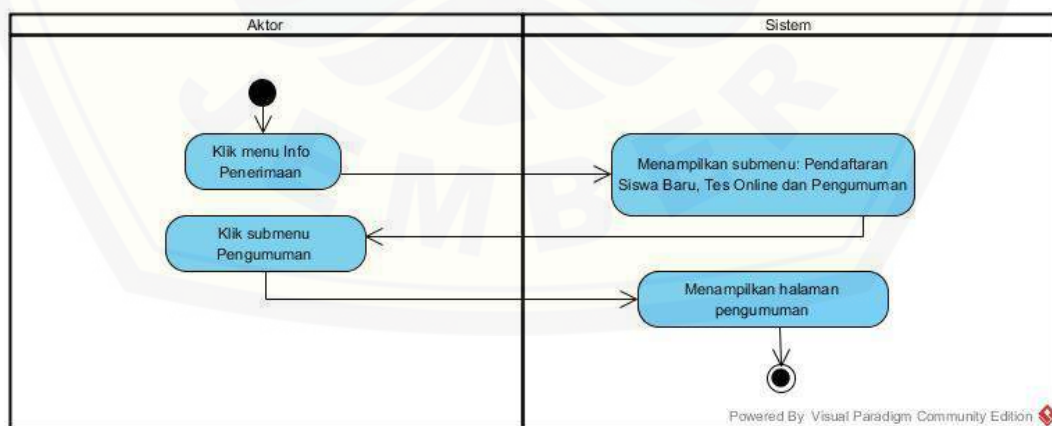 Aktor
Sistem
Klik menu Info
Penerimaan
Menampilkan submenu: Pendaftaran
Siswa Baru, Tes Online dan Pengumuman
Klik submenu
Pengumuman
Menampilkan halaman
pengumuman
JEMBER
Powered By Visual Paradigm Community Edition